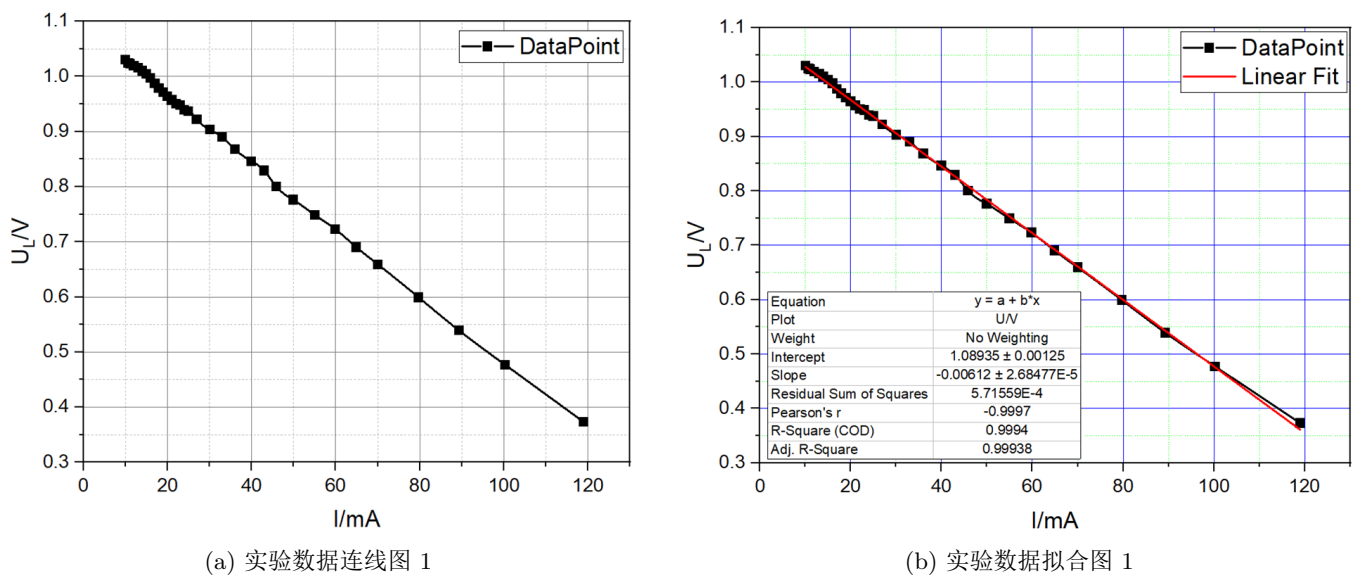 1.1
1.0
0.9
0.8
0.7
0.6
0.5
0.4
0.3
U_L/V
DataPoint
0 20 40 60 80 100 120
I/mA
(a) 实验数据连线图 1
1.1
1.0
0.9
0.8
0.7
0.6
0.5
0.4
0.3
U_L/V
DataPoint
Linear Fit
Equation y = a + b*x
Plot U/V
Weight No Weighting
Intercept 1.08935 ± 0.00125
Slope -0.00612 ± 2.68477E-5
Residual Sum of Squares 5.71559E-4
Pearson's r -0.9997
R-Square (COD) 0.9994
Adj. R-Square 0.99938
0 20 40 60 80 100 120
I/mA
(b) 实验数据拟合图 1